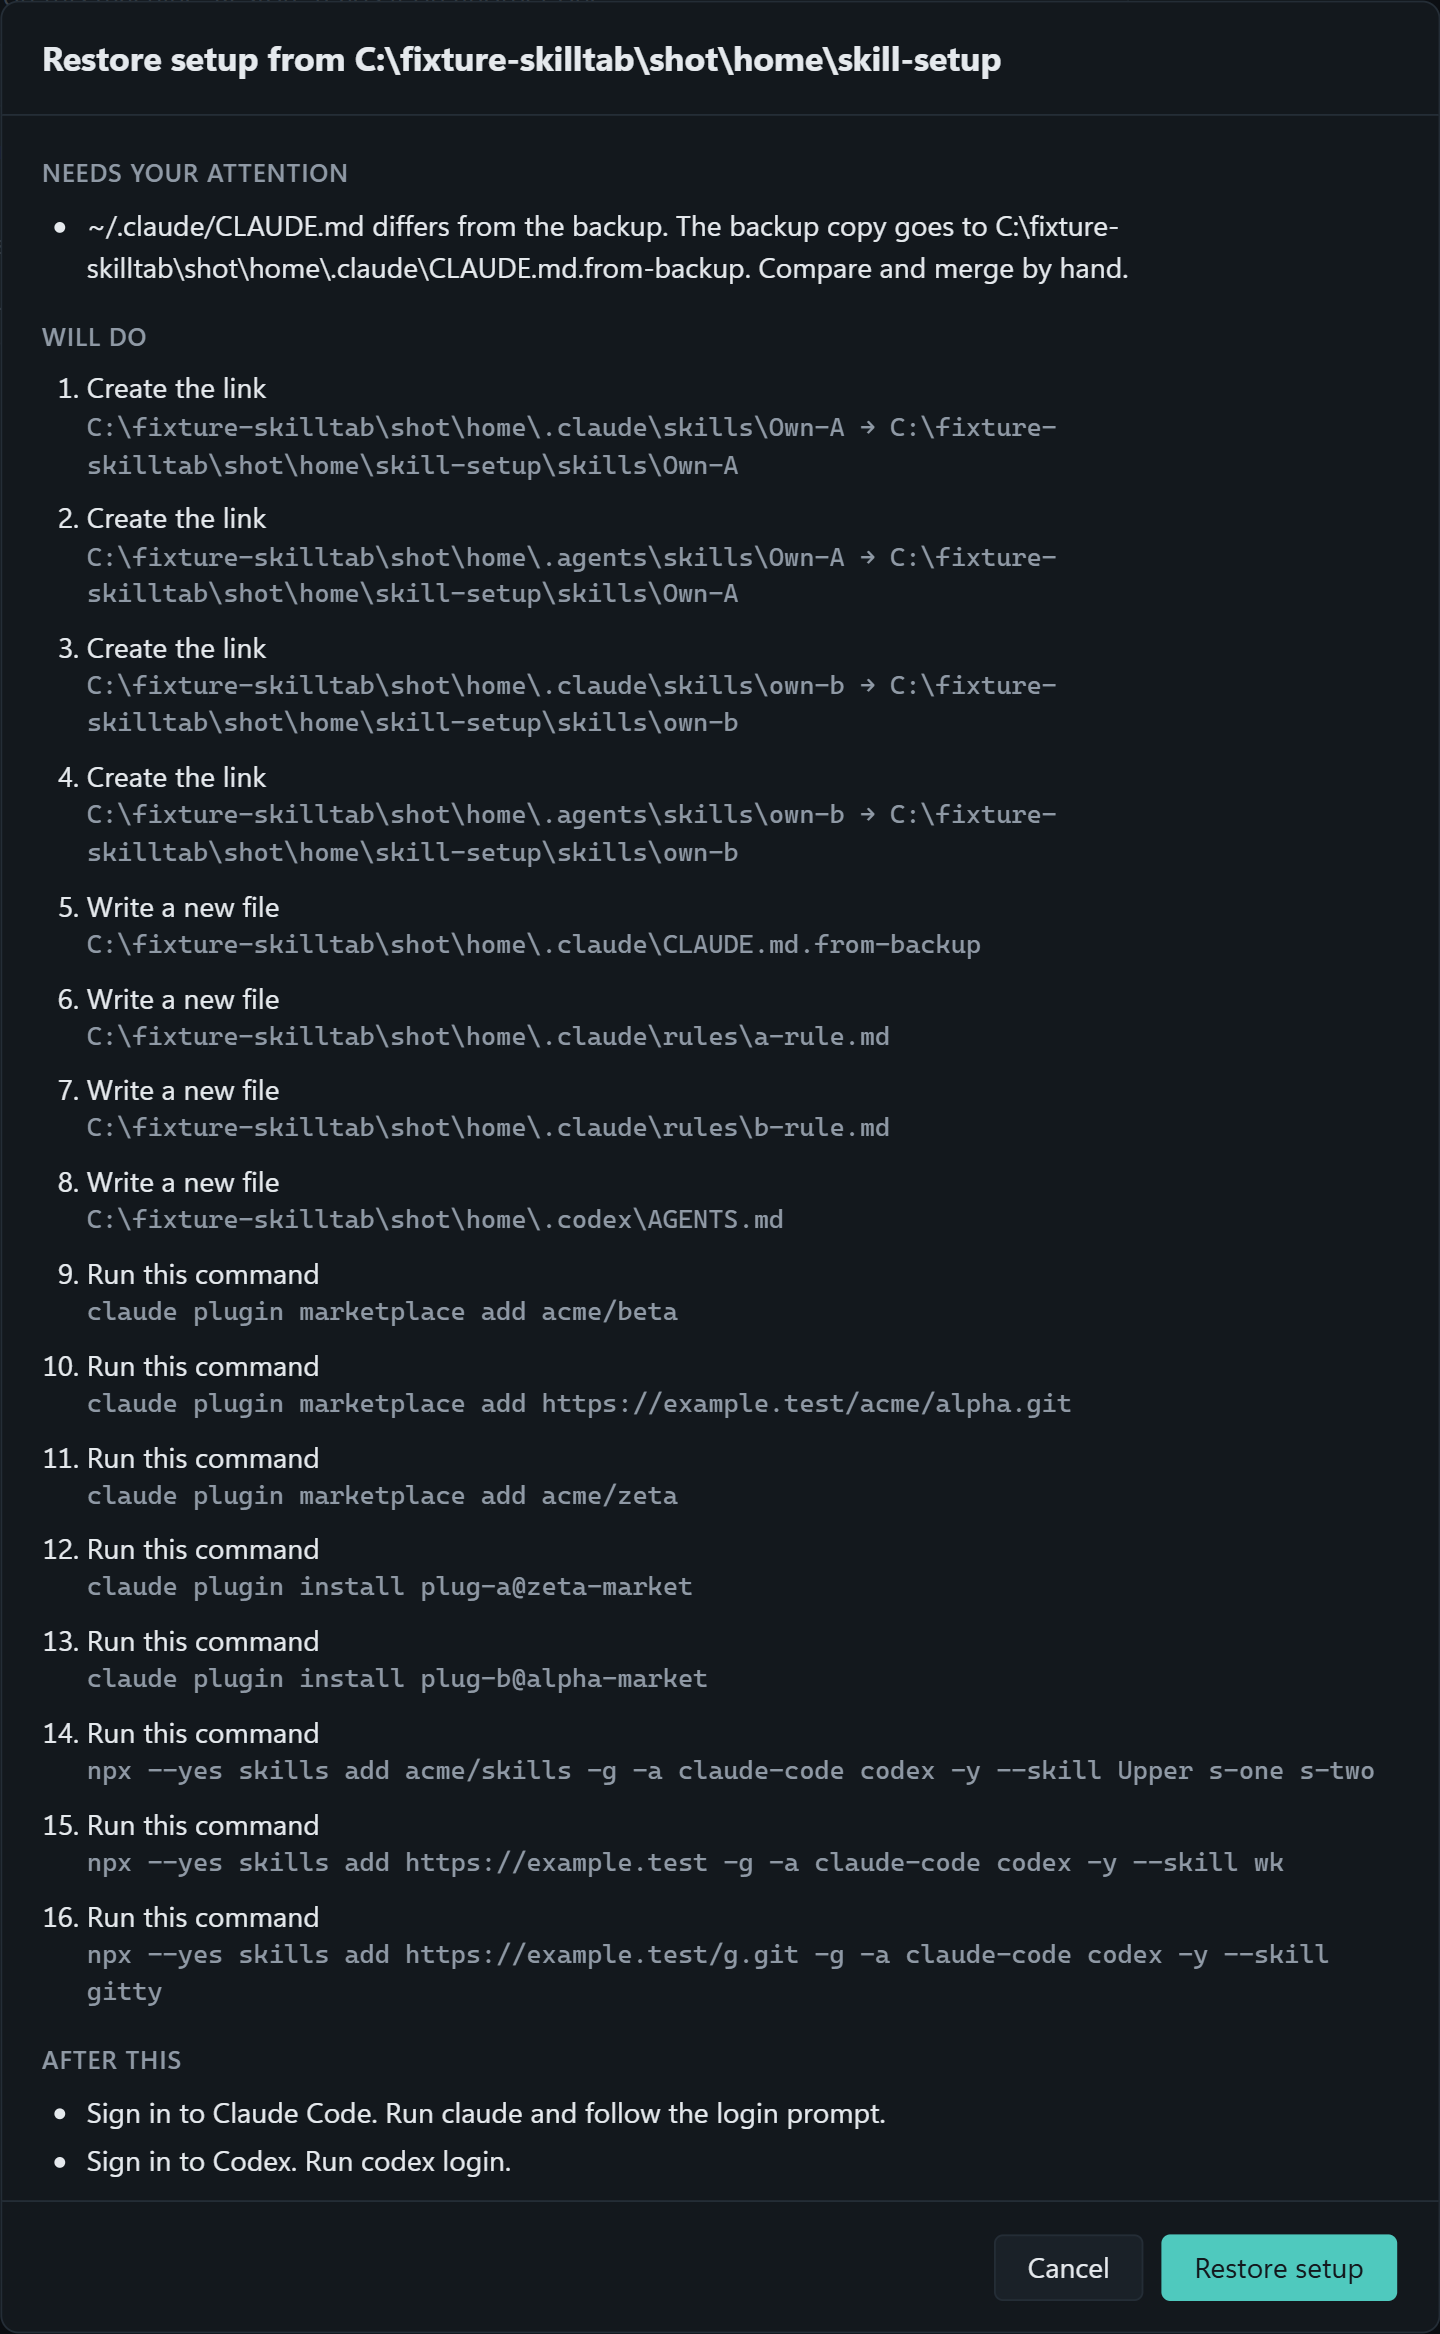 Restore setup from C:\fixture-skilltab\shot\home\skill-setup
NEEDS YOUR ATTENTION
• ~/.claude/CLAUDE.md differs from the backup. The backup copy goes to C:\fixture-
skilltab\shot\home\.claude\CLAUDE.md.from-backup. Compare and merge by hand.
WILL DO
1. Create the link
C:\fixture-skilltab\shot\home\.claude\skills\Own-A → C:\fixture-
skilltab\shot\home\skill-setup\skills\Own-A
2. Create the link
C:\fixture-skilltab\shot\home\.agents\skills\Own-A → C:\fixture-
skilltab\shot\home\skill-setup\skills\Own-A
3. Create the link
C:\fixture-skilltab\shot\home\.claude\skills\own-b → C:\fixture-
skilltab\shot\home\skill-setup\skills\own-b
4. Create the link
C:\fixture-skilltab\shot\home\.agents\skills\own-b → C:\fixture-
skilltab\shot\home\skill-setup\skills\own-b
5. Write a new file
C:\fixture-skilltab\shot\home\.claude\CLAUDE.md.from-backup
6. Write a new file
C:\fixture-skilltab\shot\home\.claude\rules\a-rule.md
7. Write a new file
C:\fixture-skilltab\shot\home\.claude\rules\b-rule.md
8. Write a new file
C:\fixture-skilltab\shot\home\.codex\AGENTS.md
9. Run this command
claude plugin marketplace add acme/beta
10. Run this command
claude plugin marketplace add https://example.test/acme/alpha.git
11. Run this command
claude plugin marketplace add acme/zeta
12. Run this command
claude plugin install plug-a@zeta-market
13. Run this command
claude plugin install plug-b@alpha-market
14. Run this command
npx --yes skills add acme/skills -g -a claude-code codex -y --skill Upper s-one s-two
15. Run this command
npx --yes skills add https://example.test -g -a claude-code codex -y --skill wk
16. Run this command
npx --yes skills add https://example.test/g.git -g -a claude-code codex -y --skill
gitty
AFTER THIS
• Sign in to Claude Code. Run claude and follow the login prompt.
• Sign in to Codex. Run codex login.
Cancel
Restore setup